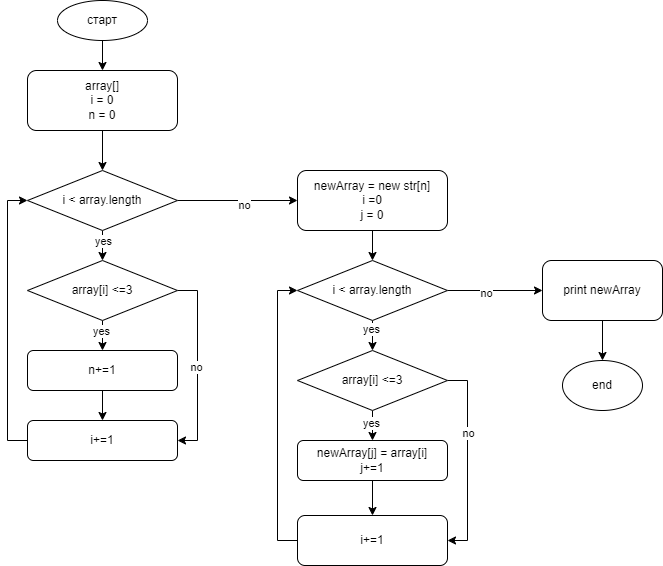 старт
array[]
i = 0
n = 0
i < array.length
no
yes
array[i] <=3
yes
no
n+=1
i+=1
newArray = new str[n]
i =0
j = 0
i < array.length
no
yes
array[i] <=3
yes
no
newArray[j] = array[i]
j+=1
i+=1
print newArray
end